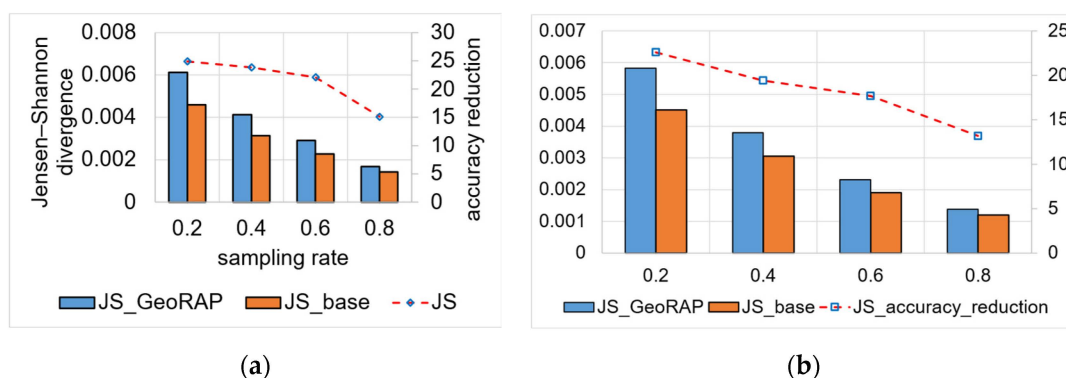 0.008
0.006
0.004
0.002
0
Jensen–Shannon
divergence
30
25
20
15
10
5
0
accuracy reduction
0.2 0.4 0.6 0.8
sampling rate
JS_GeoRAP JS_base JS
(a)
0.007
0.006
0.005
0.004
0.003
0.002
0.001
0
25
20
15
10
5
0
0.2 0.4 0.6 0.8
JS_GeoRAP JS_base JS_accuracy_reduction
(b)